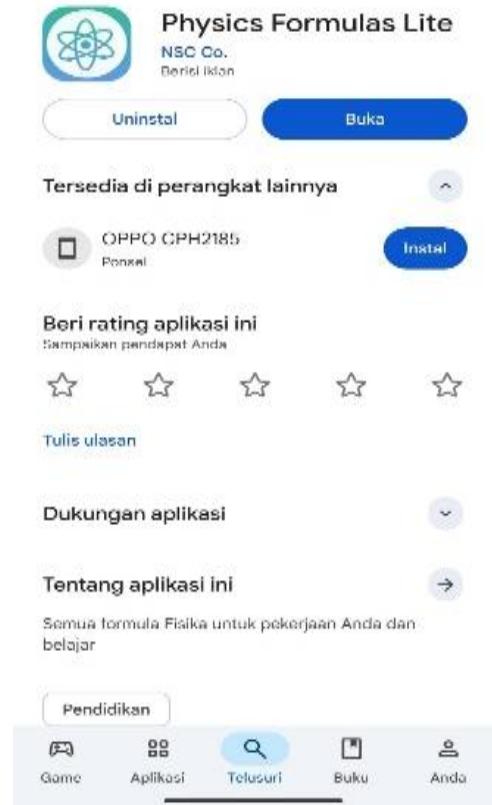 Physics Formulas Lite
NSC Co.
Berisi iklan
Uninstal
Buka
Tersedia di perangkat lainnya
OPPO CPH2185
Ponsel
Instal
Beri rating aplikasi ini
Sampaikan pendapat Anda
Tulis ulasan
Dukungan aplikasi
Tentang aplikasi ini
Semua formula Fisika untuk pekerjaan Anda dan
belajar
Pendidikan
Game
Aplikasi
Telusuri
Buku
Anda